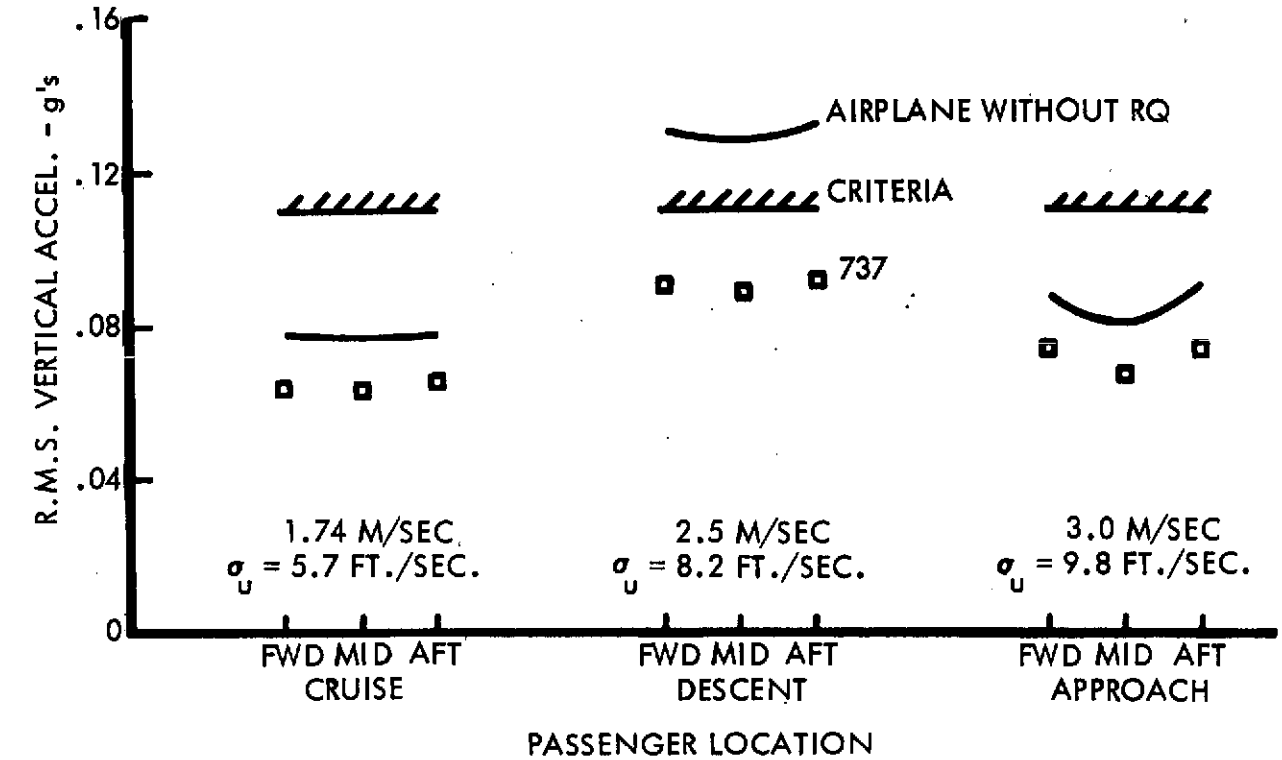 R.M.S. VERTICAL ACCEL. - g's
.16
.12
.08
.04
0
AIRPLANE WITHOUT RQ
CRITERIA
737
1.74 M/SEC
σu = 5.7 FT./SEC.
2.5 M/SEC
σu = 8.2 FT./SEC.
3.0 M/SEC
σu = 9.8 FT./SEC.
FWD MID AFT
CRUISE
FWD MID AFT
DESCENT
FWD MID AFT
APPROACH
PASSENGER LOCATION